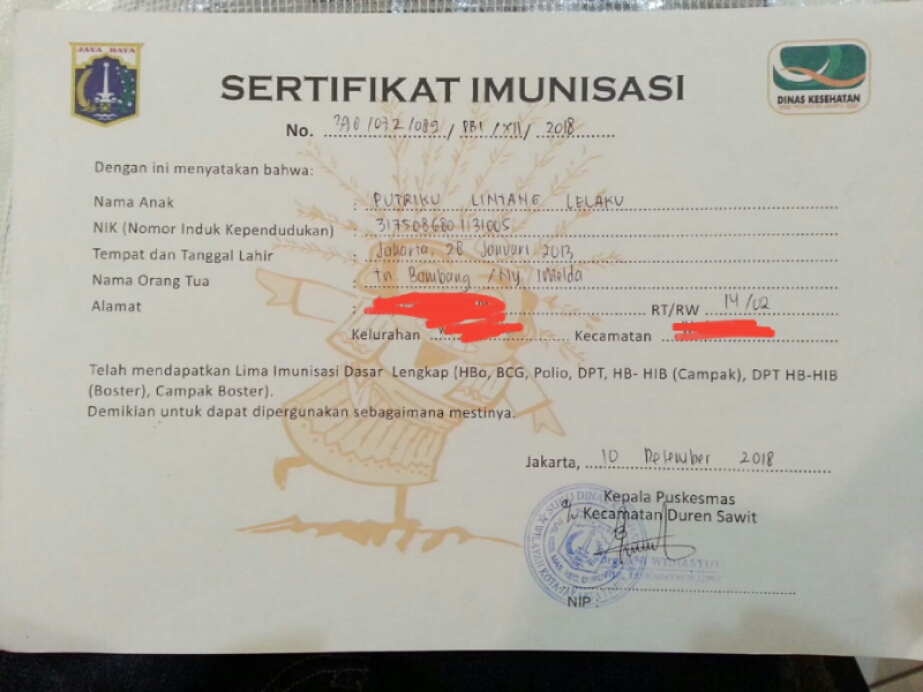 JAYA RAYA
SERTIFIKAT IMUNISASI
DINAS KESEHATAN
No. 390/072/089/PBI/XII/2018
Dengan ini menyatakan bahwa:
Nama Anak : PUTRIKU LINTANG LELAKU
NIK (Nomor Induk Kependudukan) : 3175086801131005
Tempat dan Tanggal Lahir : Jakarta, 28 Januari 2013
Nama Orang Tua : tn Bambang / Ny Imelda
Alamat : RT/RW 14/02
Kelurahan Kecamatan
Telah mendapatkan Lima Imunisasi Dasar Lengkap (HBo, BCG, Polio, DPT, HB- HIB (Campak), DPT HB-HIB
(Boster), Campak Boster).
Demikian untuk dapat dipergunakan sebagaimana mestinya.
Jakarta, 10 Desember 2018
Kepala Puskesmas
Kecamatan Duren Sawit
NIP :